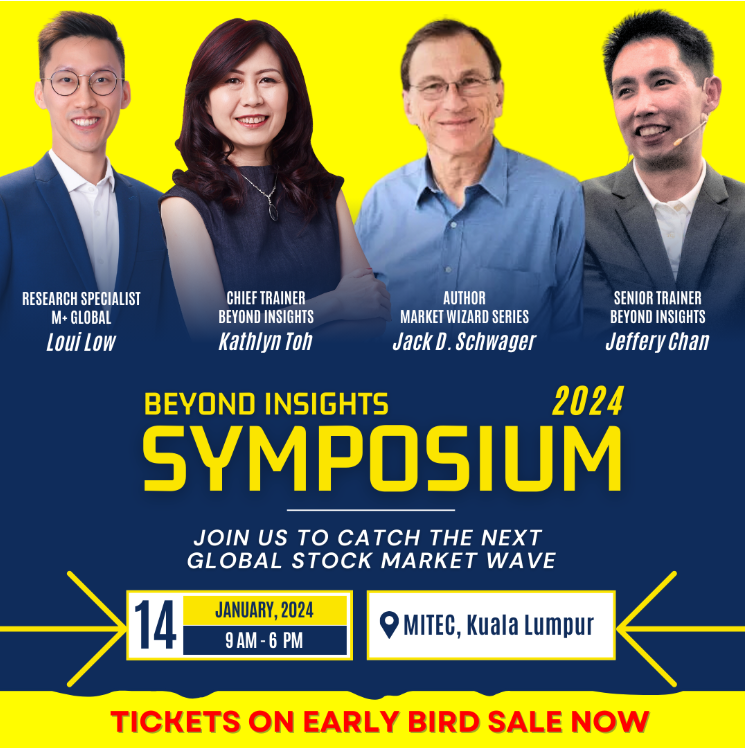 RESEARCH SPECIALIST
M+ GLOBAL
Loui Low
CHIEF TRAINER
BEYOND INSIGHTS
Kathlyn Toh
AUTHOR
MARKET WIZARD SERIES
Jack D. Schwager
SENIOR TRAINER
BEYOND INSIGHTS
Jeffery Chan
BEYOND INSIGHTS 2024
SYMPOSIUM
JOIN US TO CATCH THE NEXT
GLOBAL STOCK MARKET WAVE
14
JANUARY, 2024
9 AM - 6 PM
MITEC, Kuala Lumpur
TICKETS ON EARLY BIRD SALE NOW